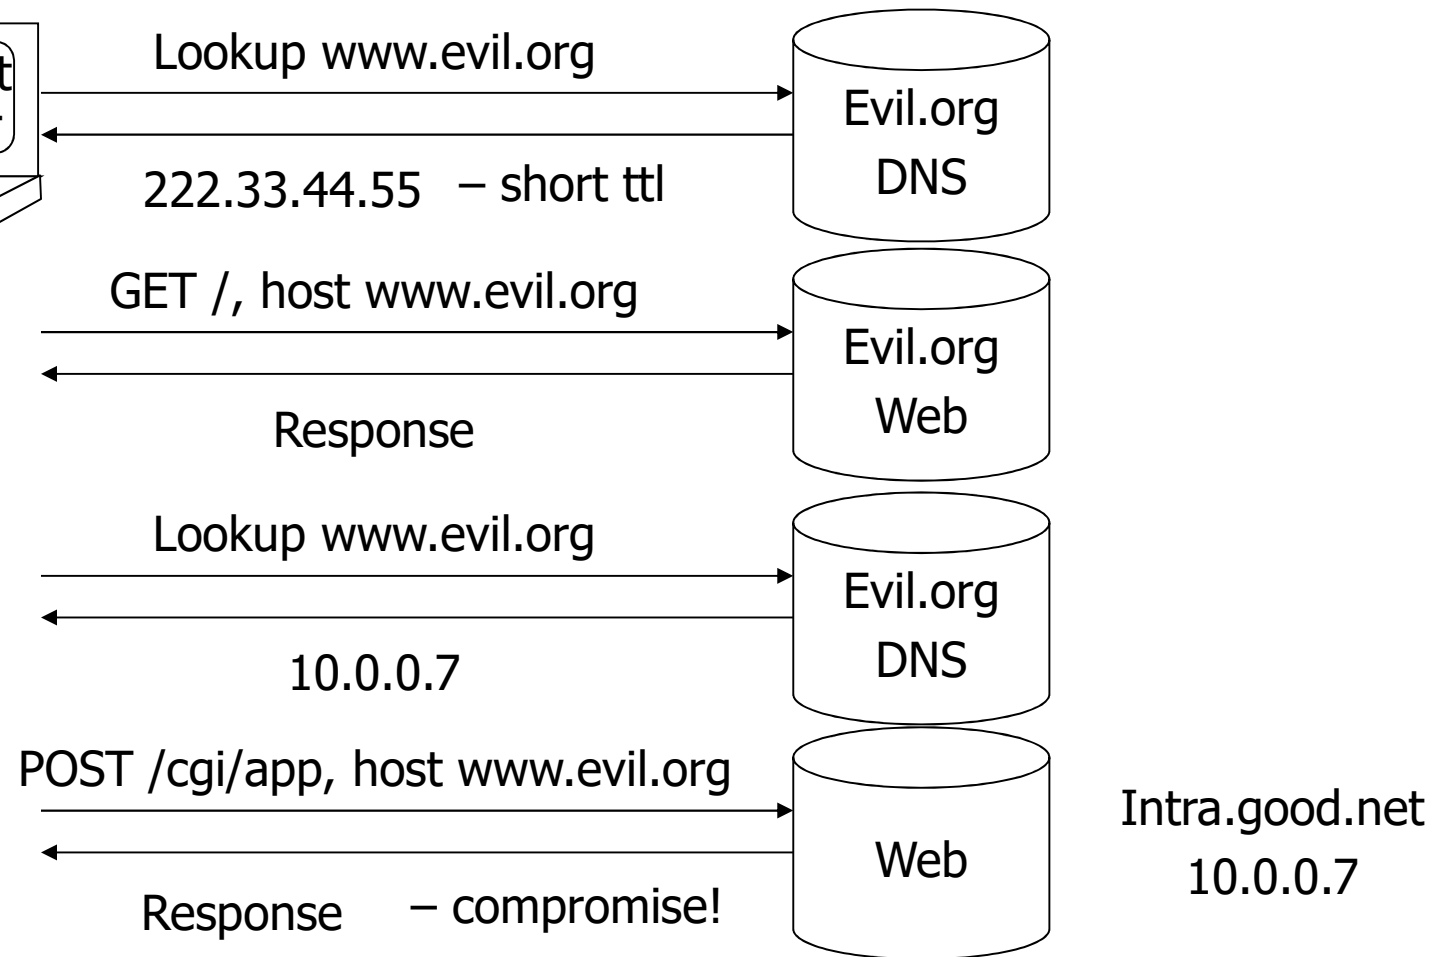 Lookup www.evil.org
Evil.org
DNS
222.33.44.55 – short ttl
GET /, host www.evil.org
Evil.org
Web
Response
Lookup www.evil.org
Evil.org
DNS
10.0.0.7
POST /cgi/app, host www.evil.org
Web
Intra.good.net
10.0.0.7
Response – compromise!